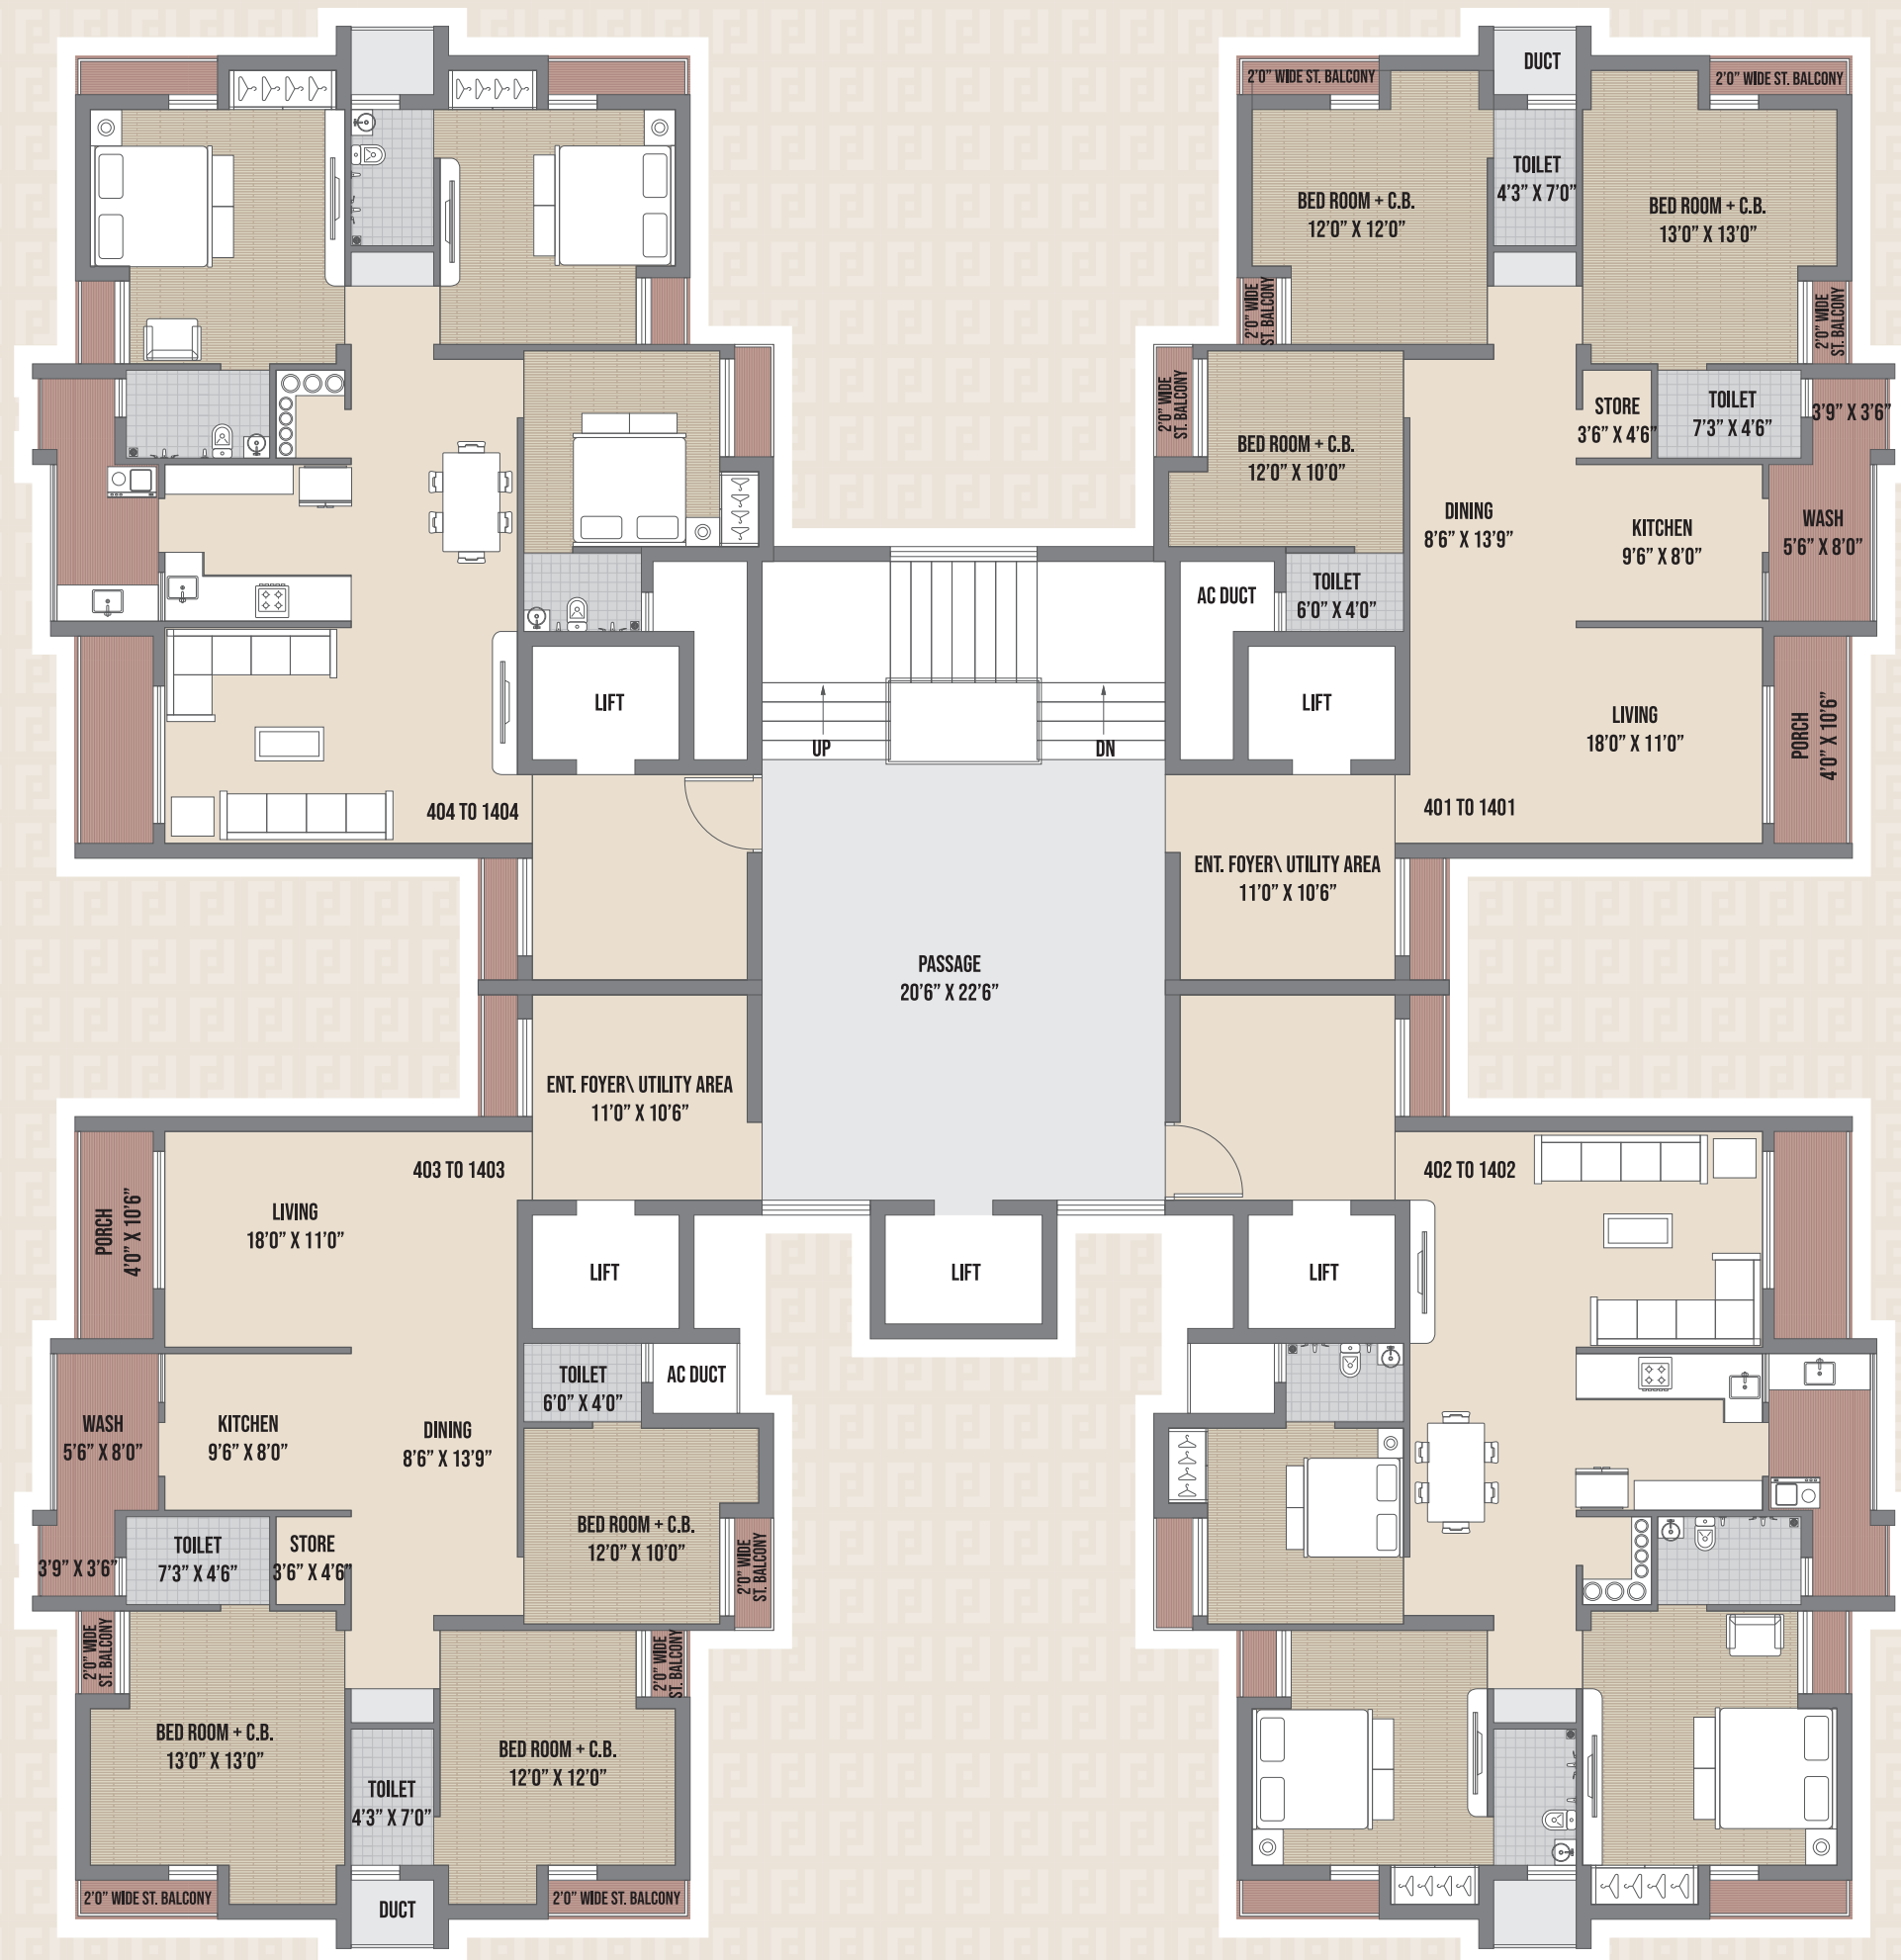 DUCT
2'0" WIDE ST. BALCONY
2'0" WIDE ST. BALCONY
TOILET
4'3" X 7'0"
BED ROOM + C.B.
12'0" X 12'0"
BED ROOM + C.B.
13'0" X 13'0"
2'0" WIDE
ST. BALCONY
2'0" WIDE
ST. BALCONY
2'0" WIDE
ST. BALCONY
STORE
3'6" X 4'6"
TOILET
7'3" X 4'6"
3'9" X 3'6"
BED ROOM + C.B.
12'0" X 10'0"
DINING
8'6" X 13'9"
KITCHEN
9'6" X 8'0"
WASH
5'6" X 8'0"
AC DUCT
TOILET
6'0" X 4'0"
LIFT
LIFT
LIVING
18'0" X 11'0"
PORCH
4'0" X 10'6"
UP
DN
404 TO 1404
401 TO 1401
ENT. FOYER\ UTILITY AREA
11'0" X 10'6"
PASSAGE
20'6" X 22'6"
ENT. FOYER\ UTILITY AREA
11'0" X 10'6"
403 TO 1403
402 TO 1402
LIVING
18'0" X 11'0"
PORCH
4'0" X 10'6"
LIFT
LIFT
LIFT
TOILET
6'0" X 4'0"
AC DUCT
WASH
5'6" X 8'0"
KITCHEN
9'6" X 8'0"
DINING
8'6" X 13'9"
BED ROOM + C.B.
12'0" X 10'0"
3'9" X 3'6"
TOILET
7'3" X 4'6"
STORE
3'6" X 4'6"
2'0" WIDE
ST. BALCONY
2'0" WIDE
ST. BALCONY
2'0" WIDE
ST. BALCONY
BED ROOM + C.B.
13'0" X 13'0"
BED ROOM + C.B.
12'0" X 12'0"
TOILET
4'3" X 7'0"
2'0" WIDE ST. BALCONY
2'0" WIDE ST. BALCONY
DUCT